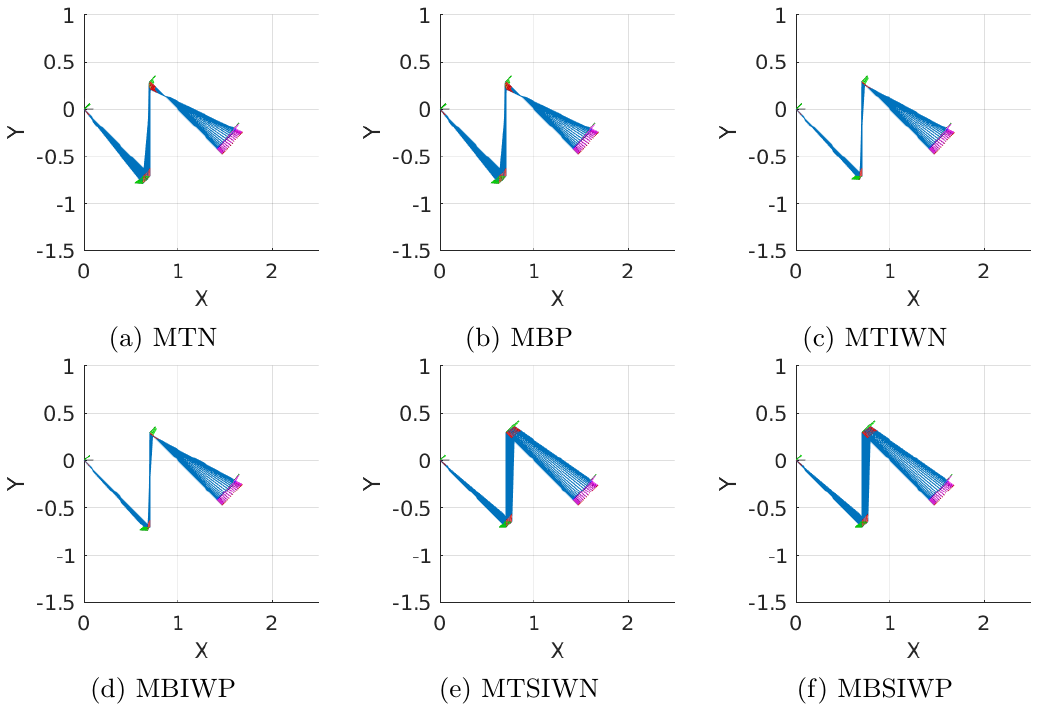 1 1 1
0.5 0.5 0.5
0 0 0
Y Y Y
-0.5 -0.5 -0.5
-1 -1 -1
-1.5 -1.5 -1.5
0 1 2 0 1 2 0 1 2
X X X
(a) MTN (b) MBP (c) MTIWN
1 1 1
0.5 0.5 0.5
0 0 0
Y Y Y
-0.5 -0.5 -0.5
-1 -1 -1
-1.5 -1.5 -1.5
0 1 2 0 1 2 0 1 2
X X X
(d) MBIWP (e) MTSIWN (f) MBSIWP